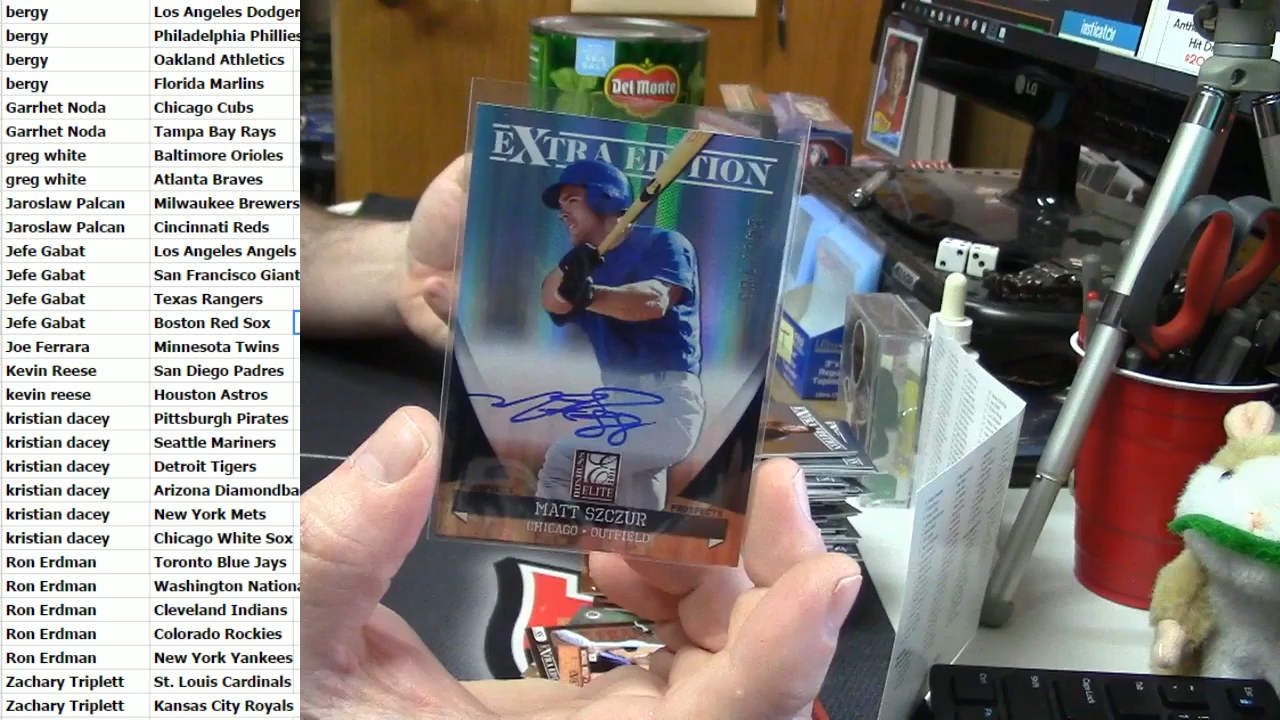 bergy Los Angeles Dodger
bergy Philadelphia Phillies
bergy Oakland Athletics
bergy Florida Marlins
Garrhet Noda Chicago Cubs
Garrhet Noda Tampa Bay Rays
greg white Baltimore Orioles
greg white Atlanta Braves
Jaroslaw Palcan Milwaukee Brewers
Jaroslaw Palcan Cincinnati Reds
Jefe Gabat Los Angeles Angels
Jefe Gabat San Francisco Giant
Jefe Gabat Texas Rangers
Jefe Gabat Boston Red Sox
Joe Ferrara Minnesota Twins
Kevin Reese San Diego Padres
kevin reese Houston Astros
kristian dacey Pittsburgh Pirates
kristian dacey Seattle Mariners
kristian dacey Detroit Tigers
kristian dacey Arizona Diamondba
kristian dacey New York Mets
kristian dacey Chicago White Sox
Ron Erdman Toronto Blue Jays
Ron Erdman Washington Nationa
Ron Erdman Cleveland Indians
Ron Erdman Colorado Rockies
Ron Erdman New York Yankees
Zachary Triplett St. Louis Cardinals
Zachary Triplett Kansas City Royals
SEA SALT
Del Monte
EXTRA EDITION
DONRUSS
ELITE
PROSPECTS
MATT SZCZUR
CHICAGO • OUTFIELD
insticator
Hit
LG